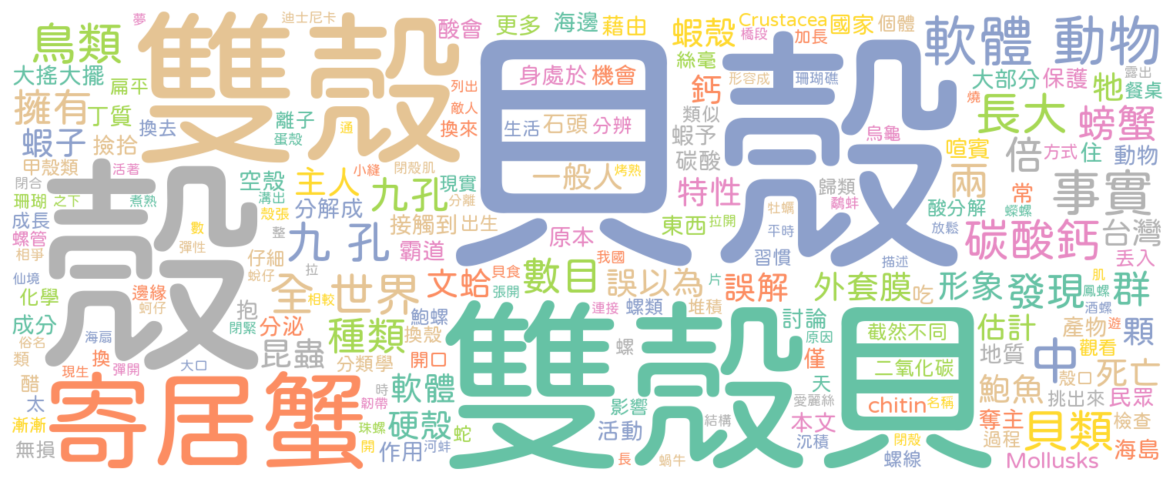 夢
迪士尼卡
酸會
更多
海邊
藉由
蝦殼
Crustacea
國家
個體
橋段
加長
鳥類
雙殼
貝殼
軟體 動物
大搖大擺
扁平
身處於
機會
絲毫
形容成
珊瑚礁
大部分
保護
牠
露出
餐桌
擁有
丁質
離子
列出
敵人
換來
鈣
類似
燒
長大
螃蟹
蝦子
撿拾
換去
蛋殼
通
生活
石頭
分辨
蝦予
烏龜
喧賓
倍
方式
住
動物
甲殼類
活著
小縫
閉殼肌
烤熟
碳酸
一般人
歸類
鷸蚌
兩
常
事實
閉合
之下
煮熟
空殼
主人
九孔
現實
分離
特性
東西
拉開
牡蠣
酸分解
蠑螺
珊瑚
溝出
殼
成長
數
殼張
分解成
接觸到
出生
平時
放鬆
螺管
彈性
整
九 孔
霸道
原本
習慣
碳酸鈣
台灣
相爭
仔細
我國
描述
丟入
仙境
蛻仔
拉
全 世界
文蛤
貝食
張開
數目
誤以為
片
誤解
外套膜
形象
發現
肌
群
化學
邊緣
蚵仔
抱
相較
鮑螺
連接
螺類
堆積
吃
鳳螺
酒螺
成分
海扇
閉緊
分泌
種類
換殼
雙殼貝
討論
原因
截然不同
估計
產物
遊
顆
俗名
昆蟲
開口
螺
僅
地質
中
觀看
類
現生
換
彈開
大口
分類學
二氧化碳
殼口
死亡
醋
寄居蟹
時
韌帶
軟體
天
鮑魚
挑出來
民眾
太
影響
愛麗絲
chitin
名稱
奪主
貝類
檢查
漸漸
珠螺
硬殼
蛇
活動
結構
本文
過程
海島
無損
開
作用
河蚌
長
蝸牛
沉積
閉殼
螺線
Mollusks